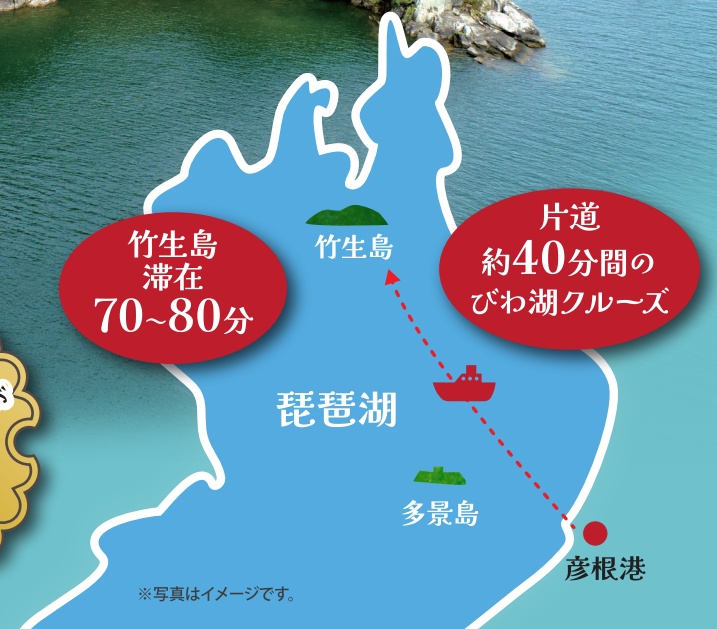 竹生島
滞在
70~80分
片道
約40分間の
びわ湖クルーズ
竹生島
琵琶湖
多景島
彦根港
※写真はイメージです。